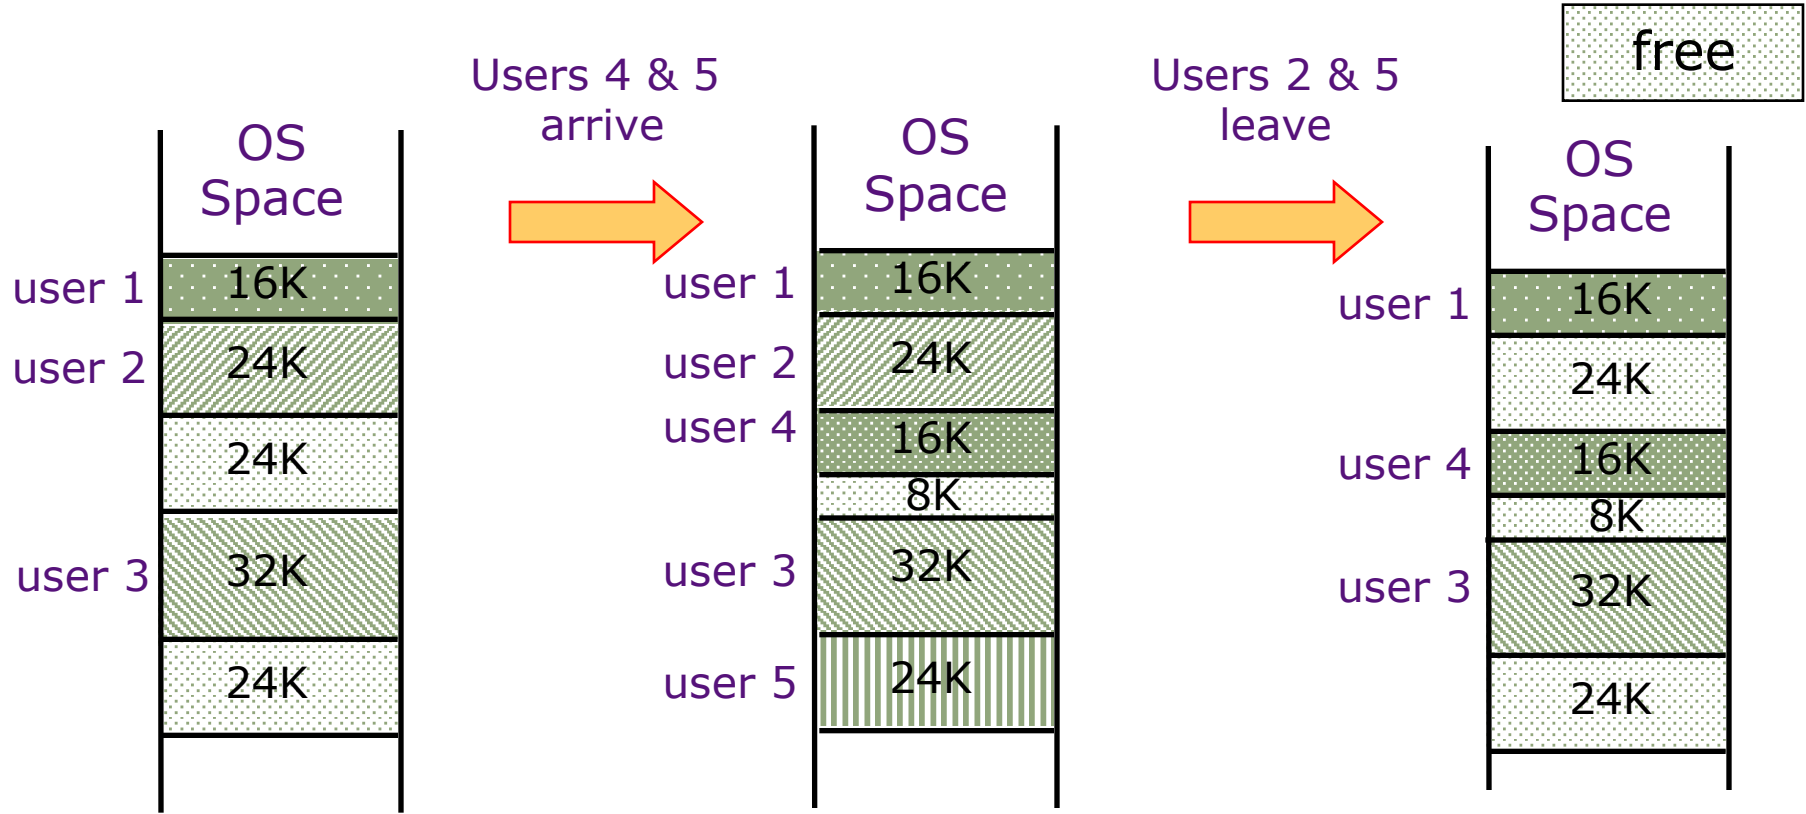 free
Users 4 & 5
arrive
Users 2 & 5
leave
OS
Space
user 1
16K
user 2
24K
24K
user 3
32K
24K
OS
Space
user 1
16K
user 2
24K
user 4
16K
8K
user 3
32K
user 5
24K
OS
Space
user 1
16K
24K
user 4
16K
8K
user 3
32K
24K